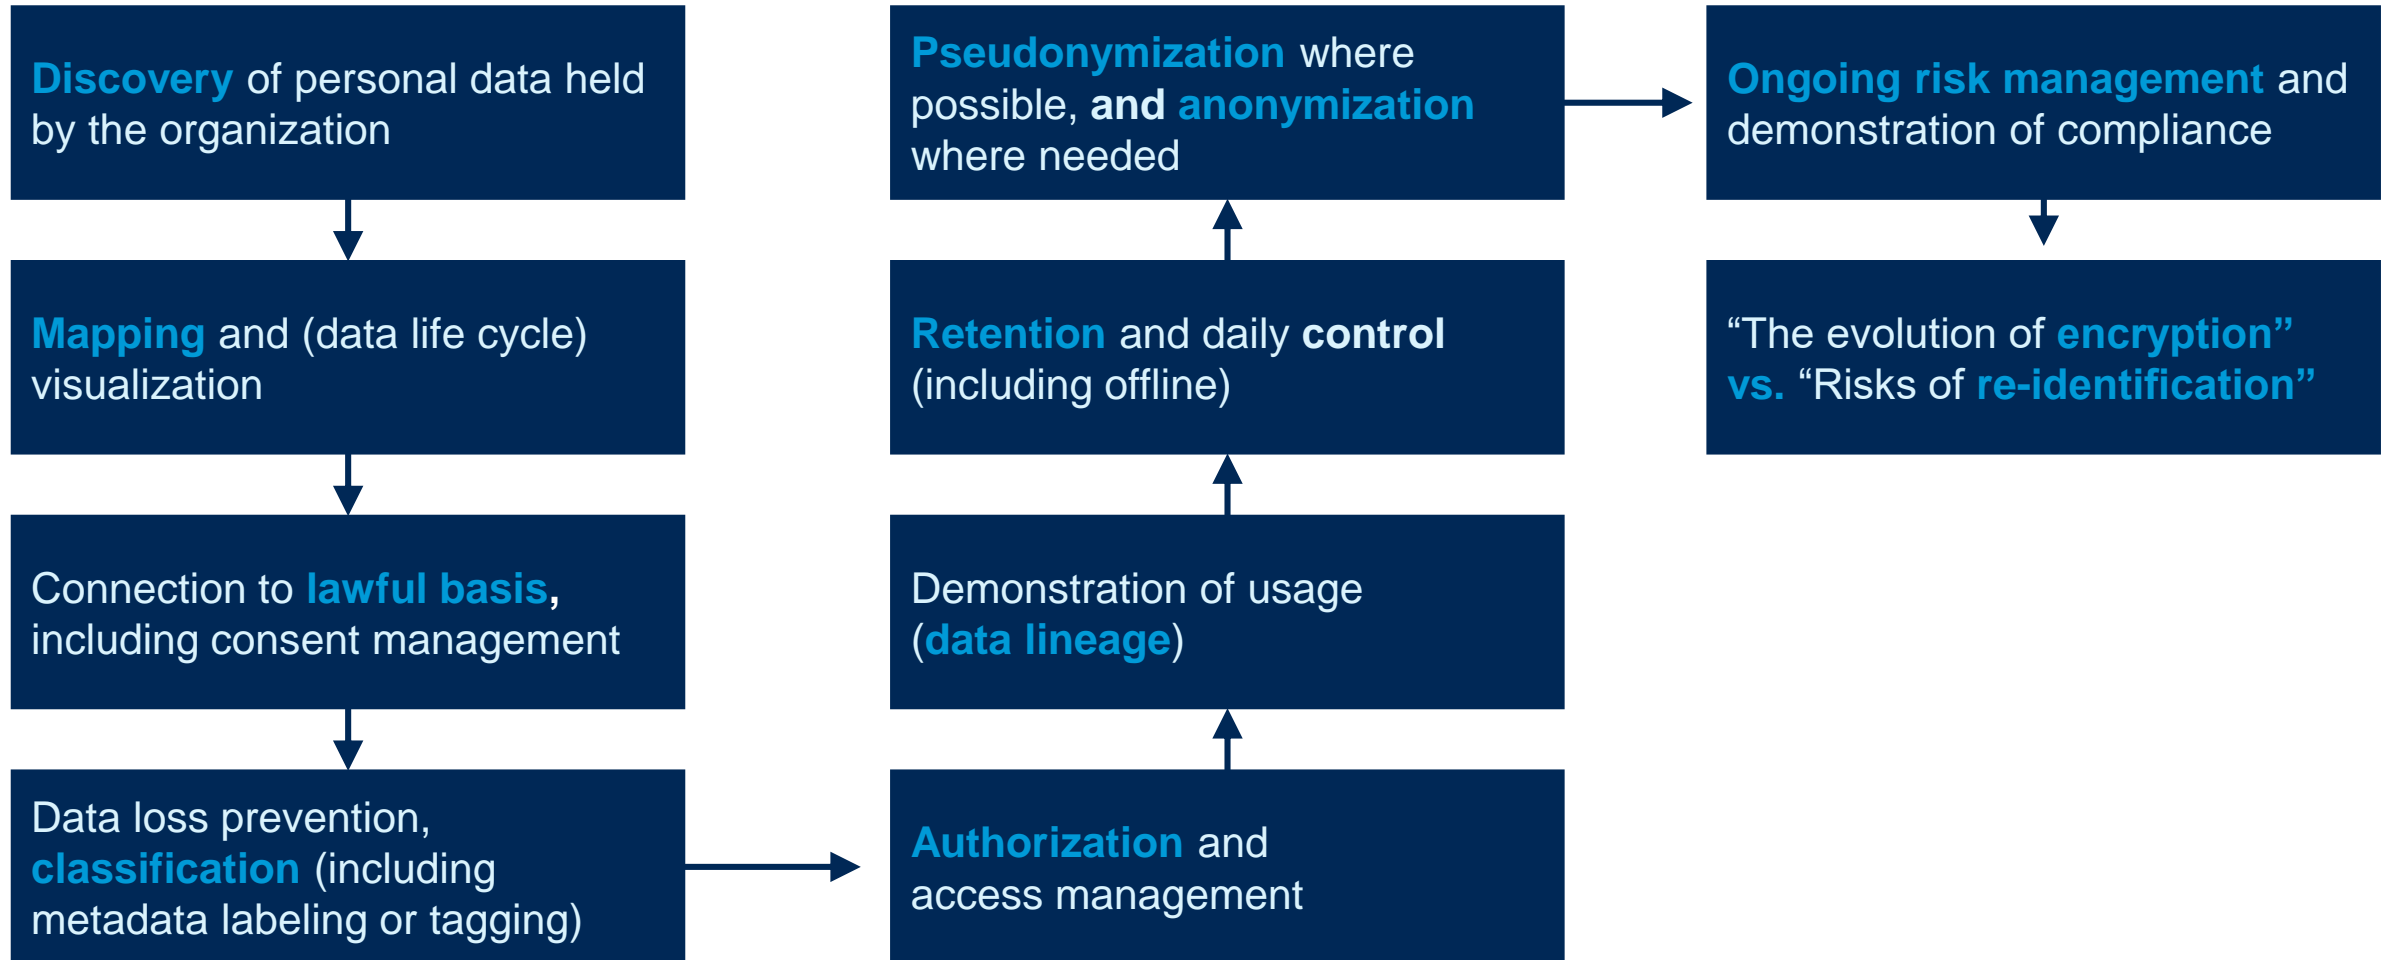 Discovery of personal data held
by the organization
Mapping and (data life cycle)
visualization
Connection to lawful basis,
including consent management
Data loss prevention,
classification (including
metadata labeling or tagging)
Authorization and
access management
Demonstration of usage
(data lineage)
Retention and daily control
(including offline)
Pseudonymization where
possible, and anonymization
where needed
Ongoing risk management and
demonstration of compliance
“The evolution of encryption”
vs. “Risks of re-identification”